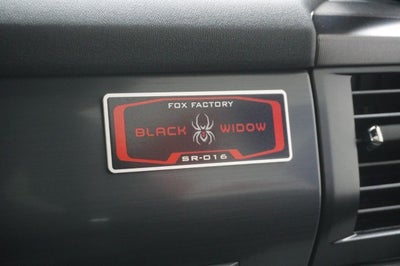 FOX FACTORY
BLACK WIDOW
SR-016